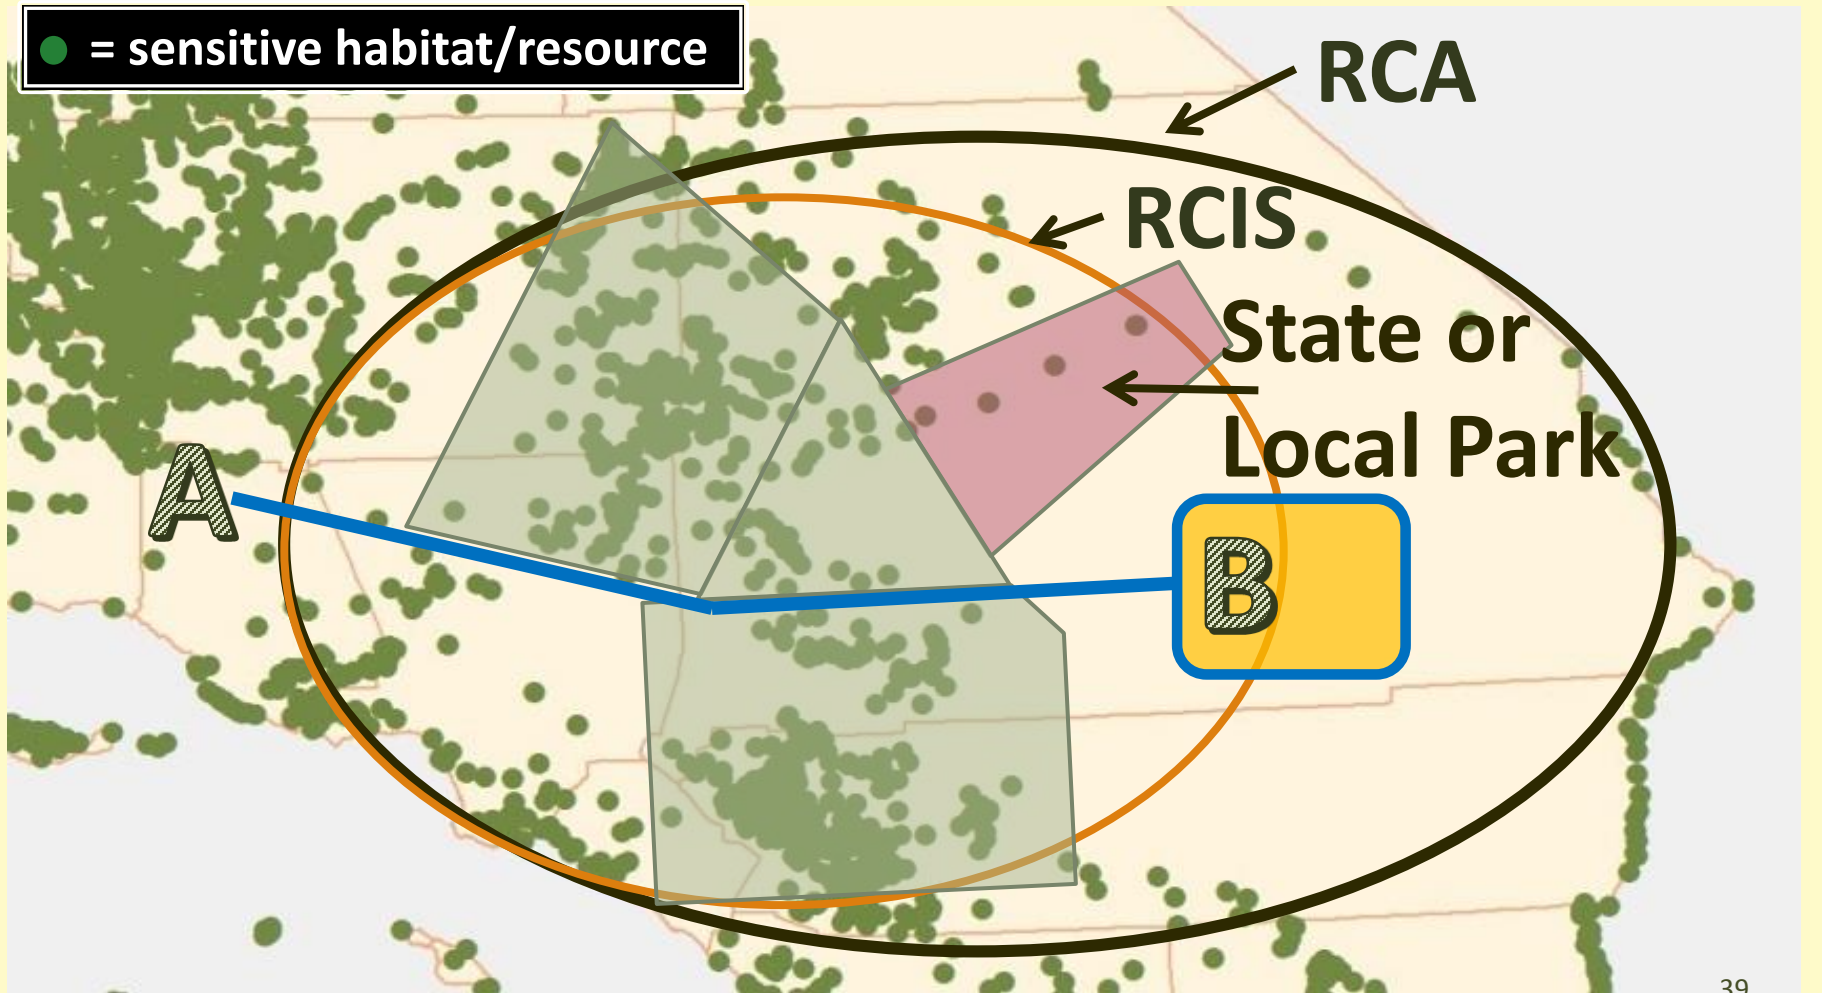 = sensitive habitat/resource
RCA
RCIS
State or
Local Park
A
B
39